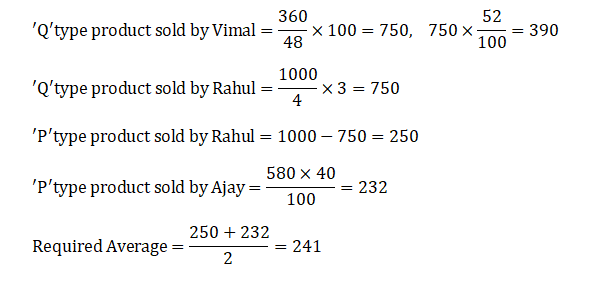 ′Q′type product sold by Vimal = 360/48 × 100 = 750, 750 × 52/100 = 390
′Q′type product sold by Rahul = 1000/4 × 3 = 750
′P′type product sold by Rahul = 1000 − 750 = 250
′P′type product sold by Ajay = 580 × 40/100 = 232
Required Average = 250 + 232/2 = 241